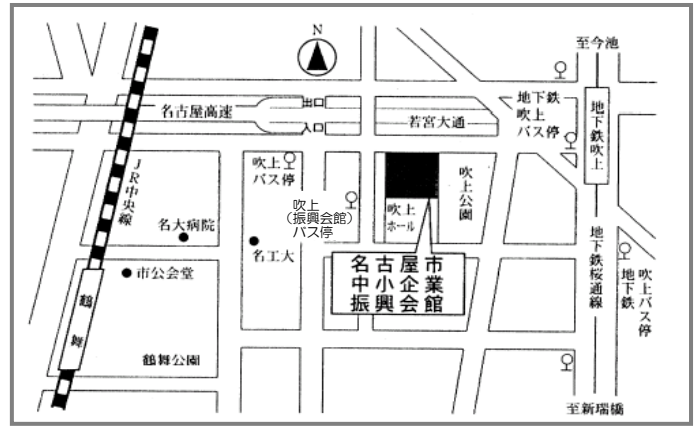 N
至今池
出口
名古屋高速
入口
若宮大通
地下鉄
吹上
バス停
地下鉄吹上
JR中央線
吹上
バス停
吹上公園
吹上
（振興会館）
バス停
吹上
ホール
名大病院
名工大
市公会堂
名古屋市
中小企業
振興会館
地下鉄桜通線
吹上バス停
地下鉄
鶴舞
鶴舞公園
至新瑞橋